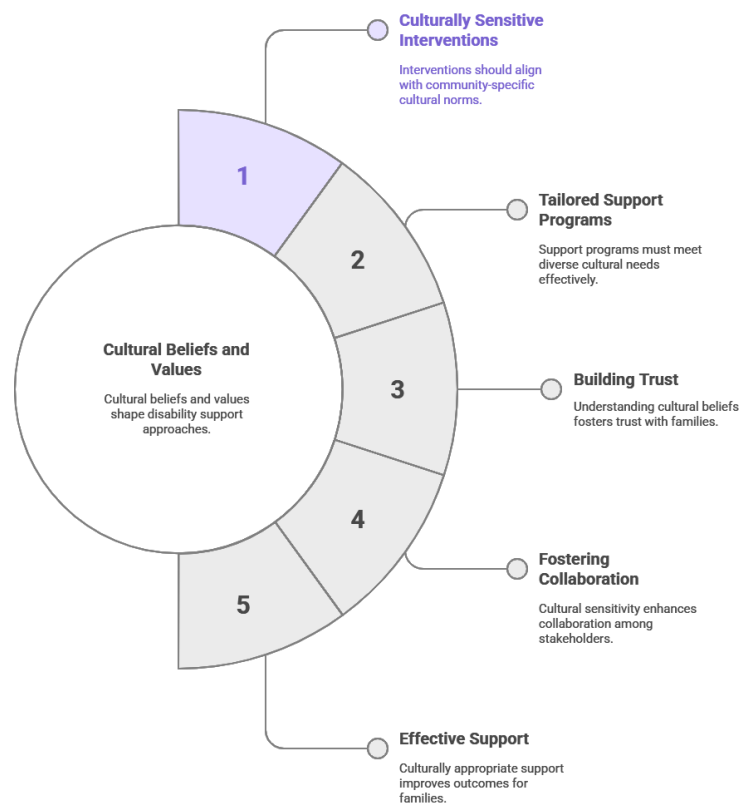 Culturally Sensitive
Interventions
Interventions should align
with community-specific
cultural norms.
1
Tailored Support
Programs
Support programs must meet
diverse cultural needs
effectively.
2
Cultural Beliefs and
Values
Cultural beliefs and values
shape disability support
approaches.
3
Building Trust
Understanding cultural beliefs
fosters trust with families.
4
Fostering
Collaboration
Cultural sensitivity enhances
collaboration among
stakeholders.
5
Effective Support
Culturally appropriate support
improves outcomes for
families.